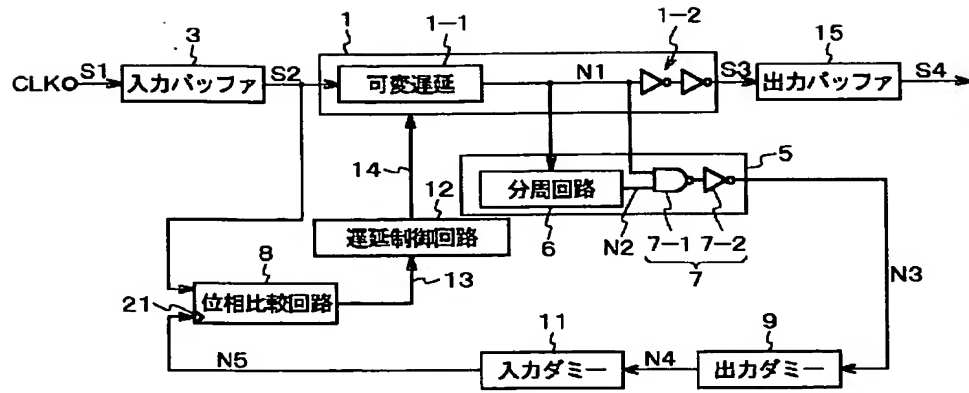 1
1-1
1-2
3
15
CLK
S1
入力バッファ
S2
可変遅延
N1
S3
出力バッファ
S4
14
5
12
分周回路
N2
6
7-1
7-2
7
遅延制御回路
8
13
21
位相比較回路
N3
11
9
N5
入力ダミー
N4
出力ダミー